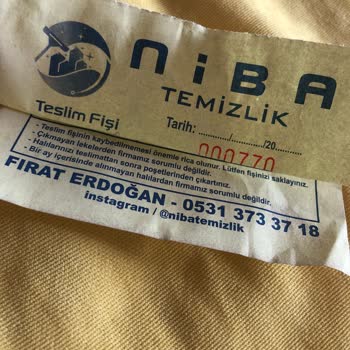 NiBA
TEMİZLİK
Teslim Fişi
Tarih: ............/............/20..........
000770
- Teslim fişinin kaybedilmemesi önemle rica olunur. Lütfen fişinizi saklayınız.
- Çıkmayan lekelerden firmamız sorumlu değildir.
- Halılarınızı teslimattan sonra poşetlerinden çıkartınız.
- Bir ay içerisinde alınmayan halılardan firmamız sorumlu değildir.
FIRAT ERDOĞAN - 0531 373 37 18
instagram / @nibatemizlik